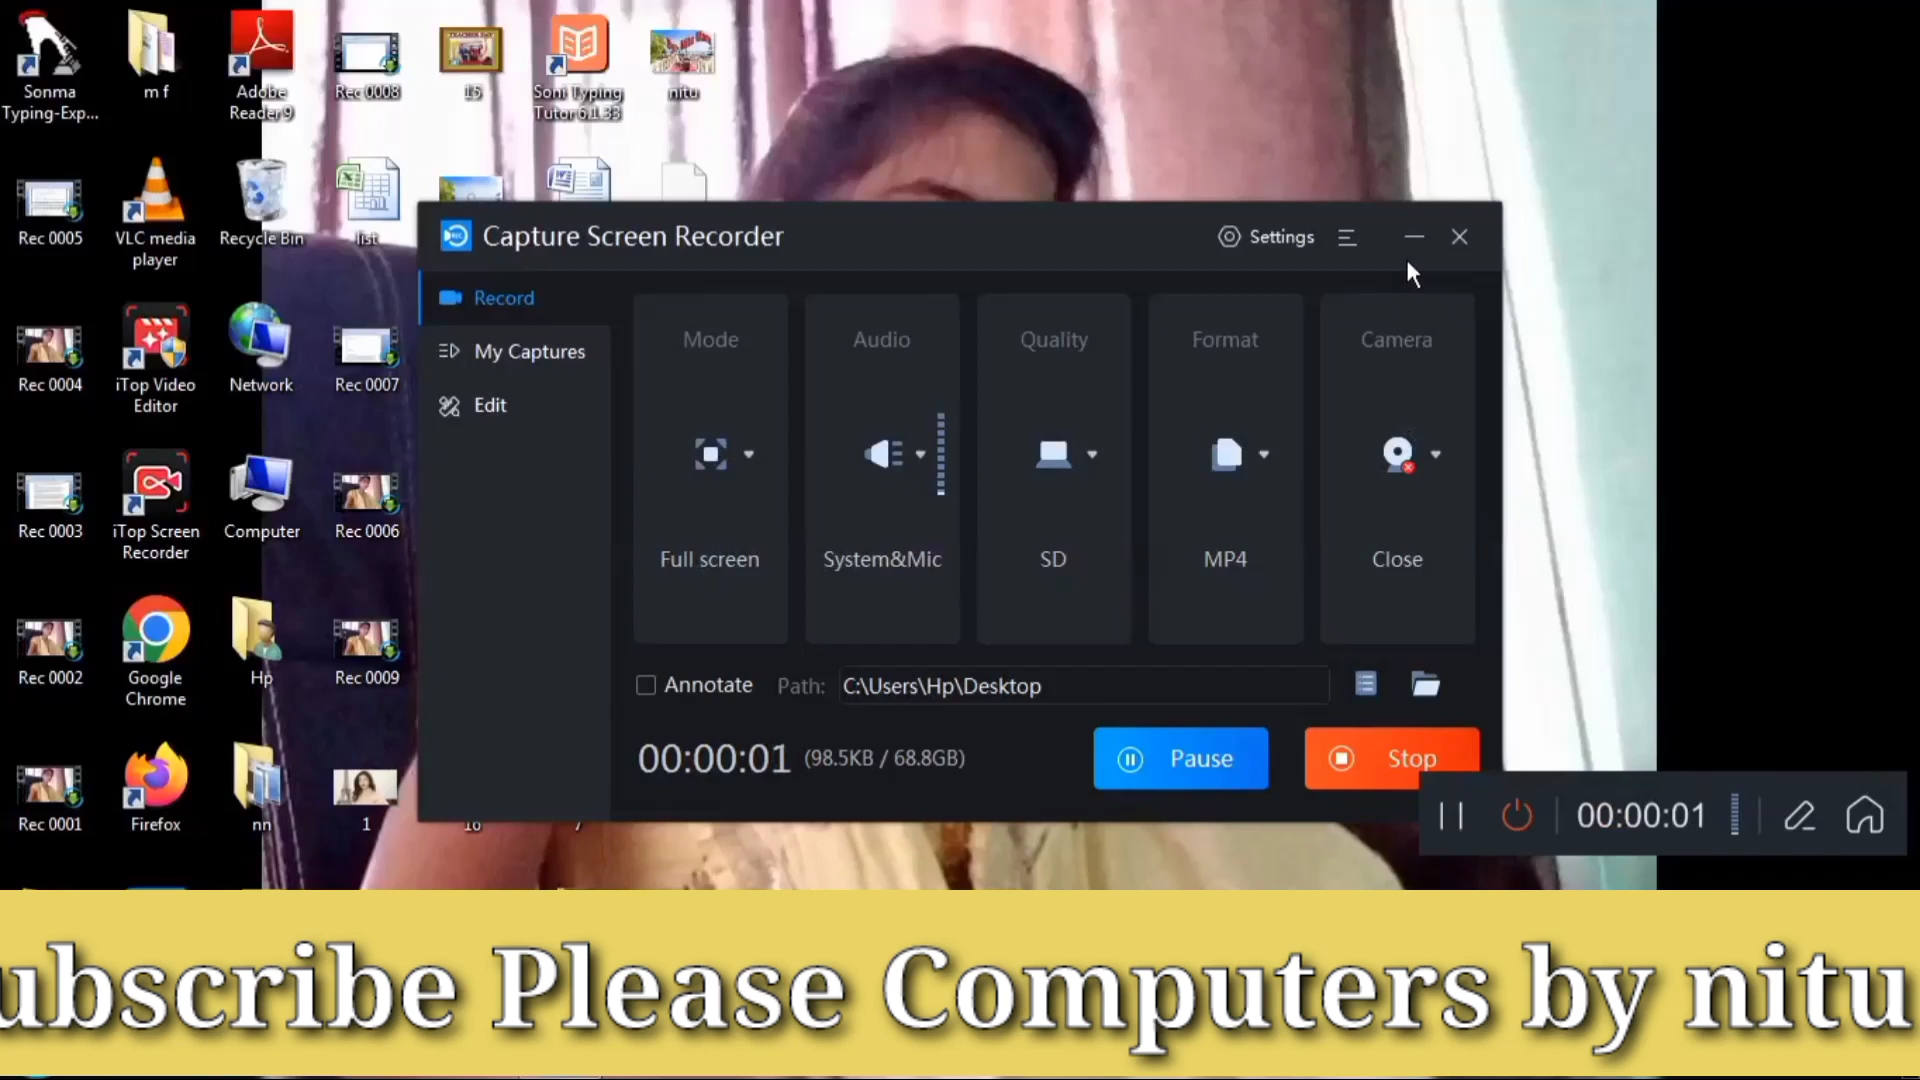 Sonma
Typing-Exp...
m f
Adobe
Reader 9
Rec 0008
15
Soni Typing
Tutor 6.1.33
nitu
Rec 0005
VLC media
player
Recycle Bin
list
Capture Screen Recorder
Settings
Record
My Captures
Edit
Mode
Audio
Quality
Format
Camera
Full screen
System&Mic
SD
MP4
Close
Annotate
Path:
C:\Users\Hp\Desktop
00:00:01
(98.5KB / 68.8GB)
Pause
Stop
00:00:01
Rec 0004
iTop Video
Editor
Network
Rec 0007
Rec 0003
iTop Screen
Recorder
Computer
Rec 0006
Rec 0002
Google
Chrome
Hp
Rec 0009
Rec 0001
Firefox
nn
1
16
7
ubscribe Please Computers by nitu